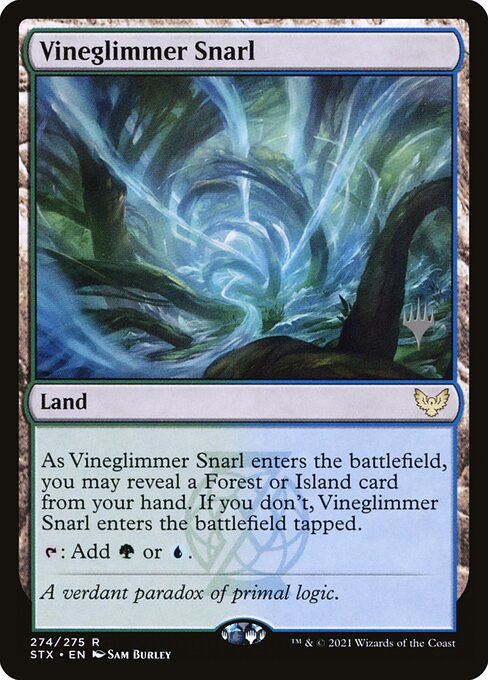 Vineglimmer Snarl
Land
As Vineglimmer Snarl enters the battlefield,
you may reveal a Forest or Island card
from your hand. If you don't, Vineglimmer
Snarl enters the battlefield tapped.
: Add or .
A verdant paradox of primal logic.
274/275 R
STX • EN Sam Burley
™ & © 2021 Wizards of the Coast